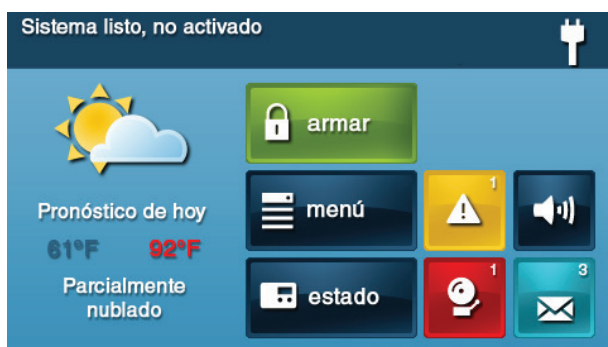 Sistema listo, no activado
armar
Pronóstico de hoy
61°F 92°F
Parcialmente
nublado
menú
1
estado
1
3